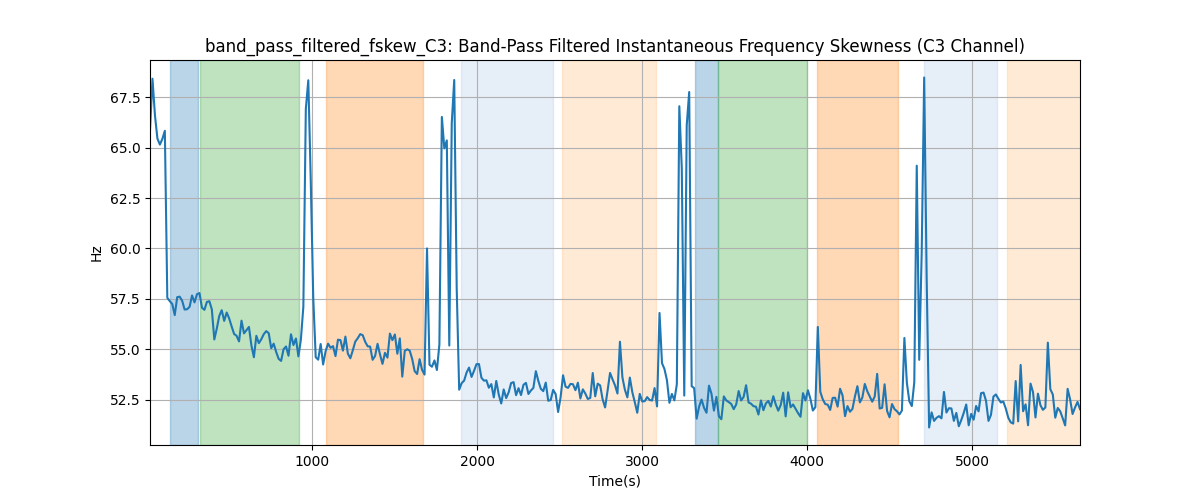 band_pass_filtered_fskew_C3: Band-Pass Filtered Instantaneous Frequency Skewness (C3 Channel)
67.5
65.0
62.5
60.0
57.5
55.0
52.5
Hz
1000 2000 3000 4000 5000
Time(s)